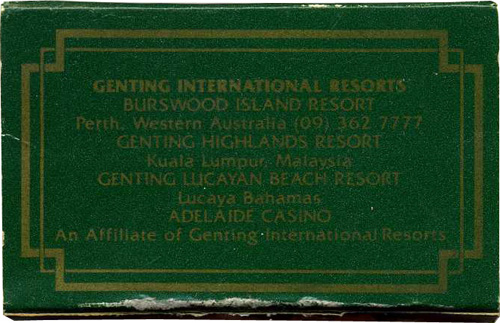 GENTING INTERNATIONAL RESORTS
BURSWOOD ISLAND RESORT
Perth, Western Australia (09) 362 7777
GENTING HIGHLANDS RESORT
Kuala Lumpur, Malaysia
GENTING LUCAYAN BEACH RESORT
Lucaya Bahamas
ADELAIDE CASINO
An Affiliate of Genting International Resorts